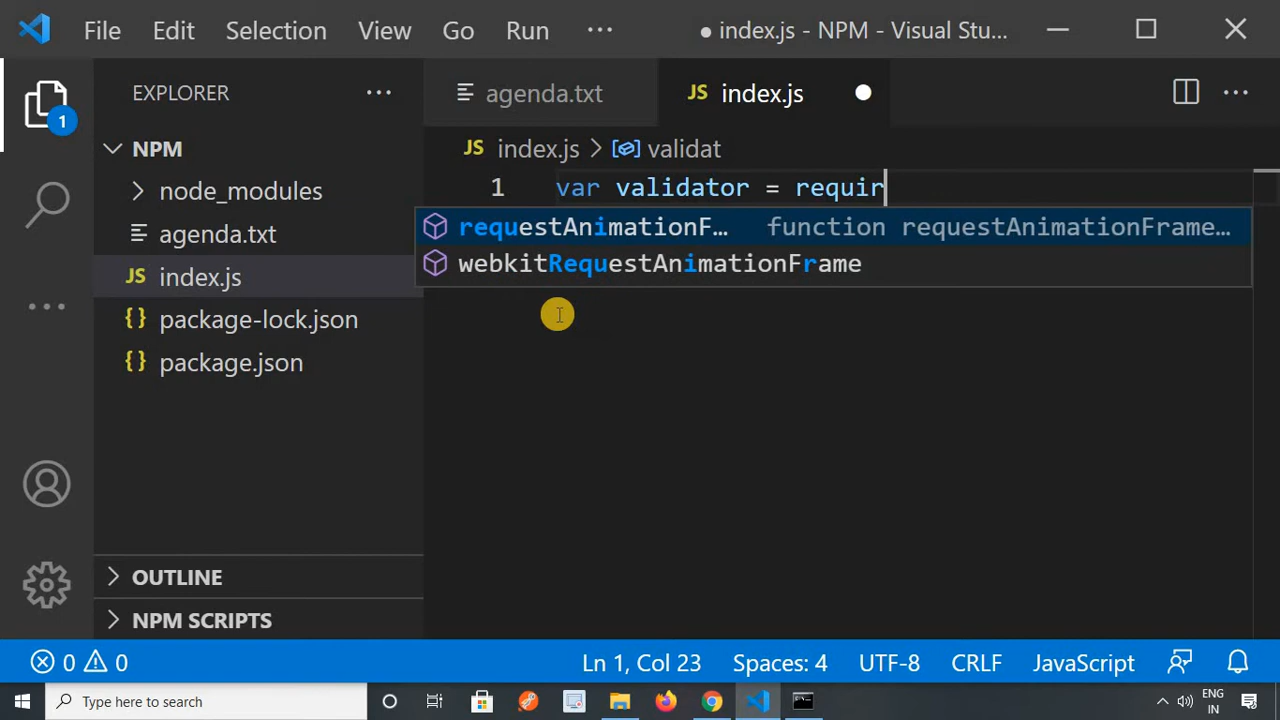 File Edit Selection View Go Run ··· ● index.js - NPM - Visual Stu...
EXPLORER ···
agenda.txt JS index.js ●
NPM
node_modules
agenda.txt
JS index.js
{} package-lock.json
{} package.json
JS index.js > validat
1 var validator = requir
requestAnimationF... function requestAnimationFrame...
webkitRequestAnimationFrame
1
OUTLINE
NPM SCRIPTS
0 0 Ln 1, Col 23 Spaces: 4 UTF-8 CRLF JavaScript
Type here to search
ENG
IN